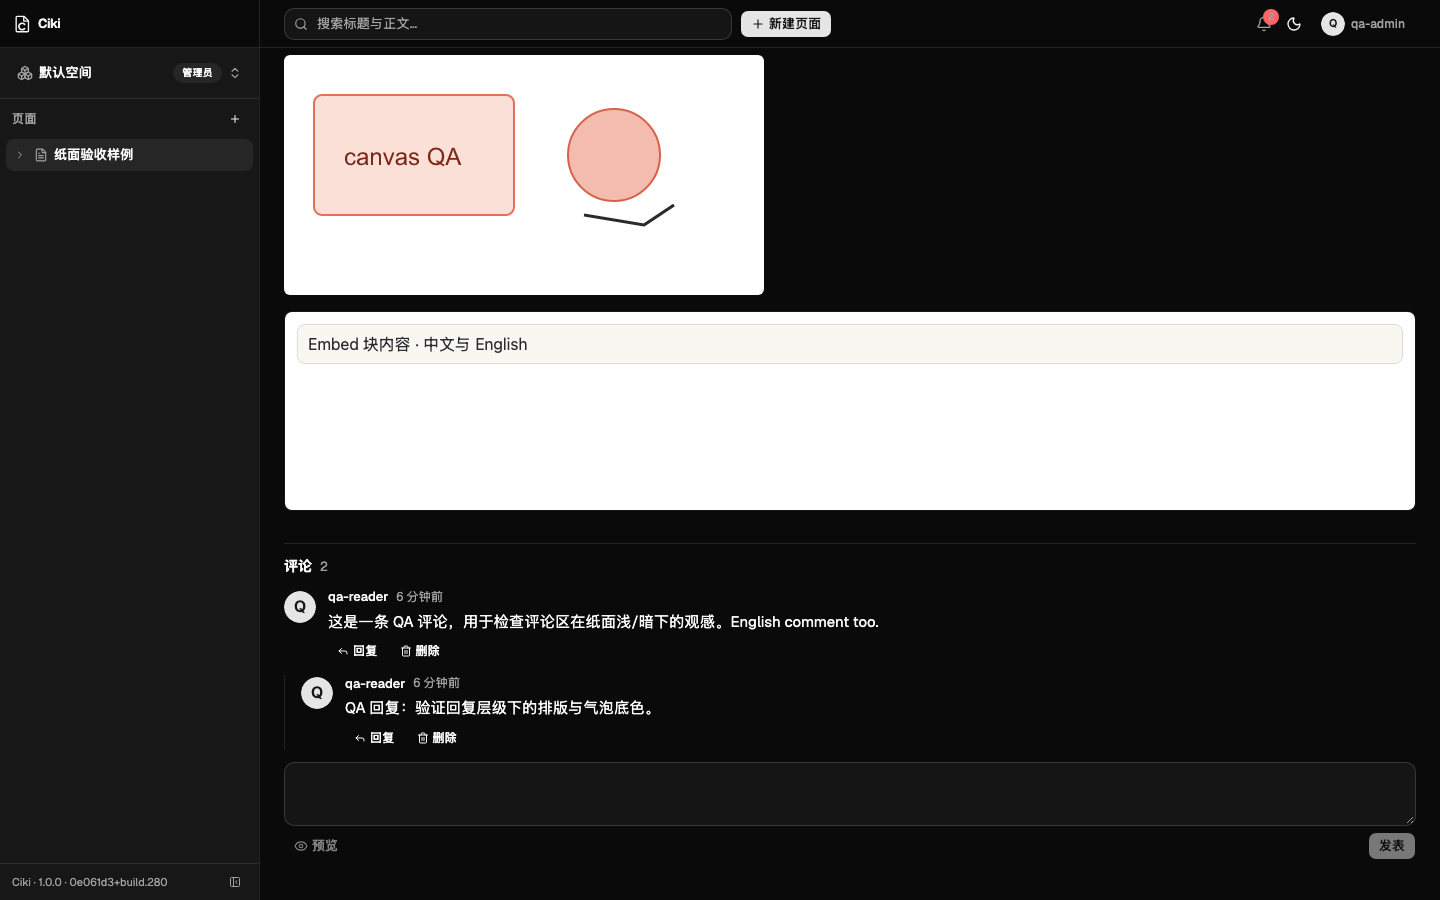 Ciki
搜索标题与正文...
新建页面
Q qa-admin
默认空间 管理员
页面
纸面验收样例
canvas QA
Embed 块内容 · 中文与 English
评论 2
Q qa-reader 6 分钟前
这是一条 QA 评论，用于检查评论区在纸面浅/暗下的观感。English comment too.
回复 删除
Q qa-reader 6 分钟前
QA 回复：验证回复层级下的排版与气泡底色。
回复 删除
预览
发表
Ciki · 1.0.0 · 0e061d3+build.280